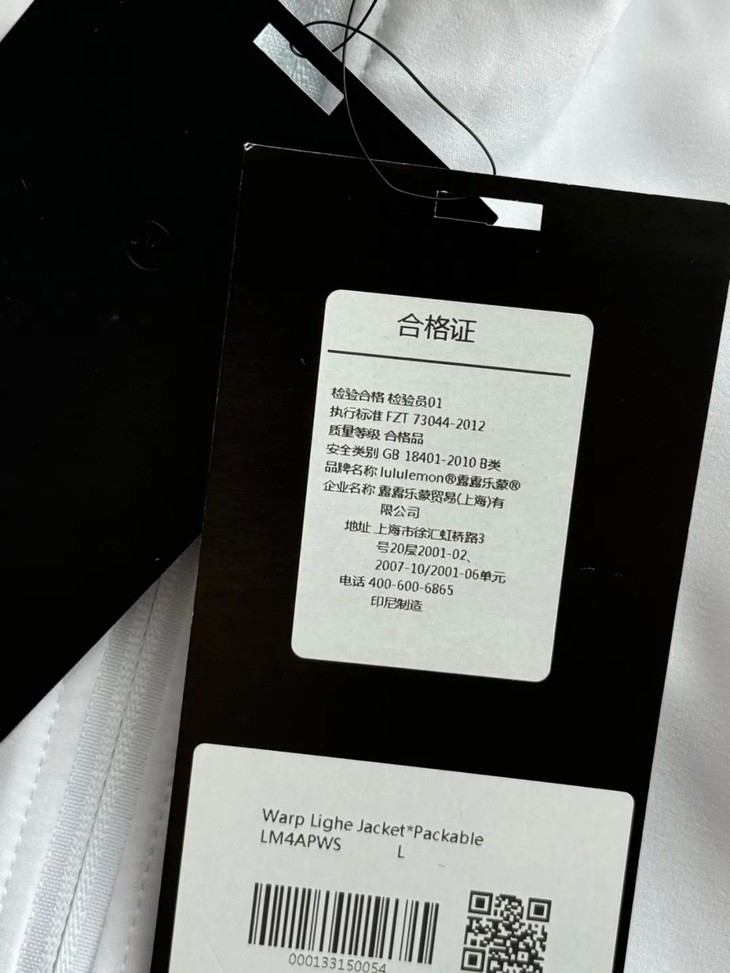 合格证
检验合格 检验员01
执行标准 FZT 73044-2012
质量等级 合格品
安全类别 GB 18401-2010 B类
品牌名称 lululemon®露露乐蒙®
企业名称 露露乐蒙贸易(上海)有
限公司
地址 上海市徐汇虹桥路3
号20层2001-02、
2007-10/2001-06单元
电话 400-600-6865
印尼制造
Warp Lighe Jacket*Packable
LM4APWS L
000133150054